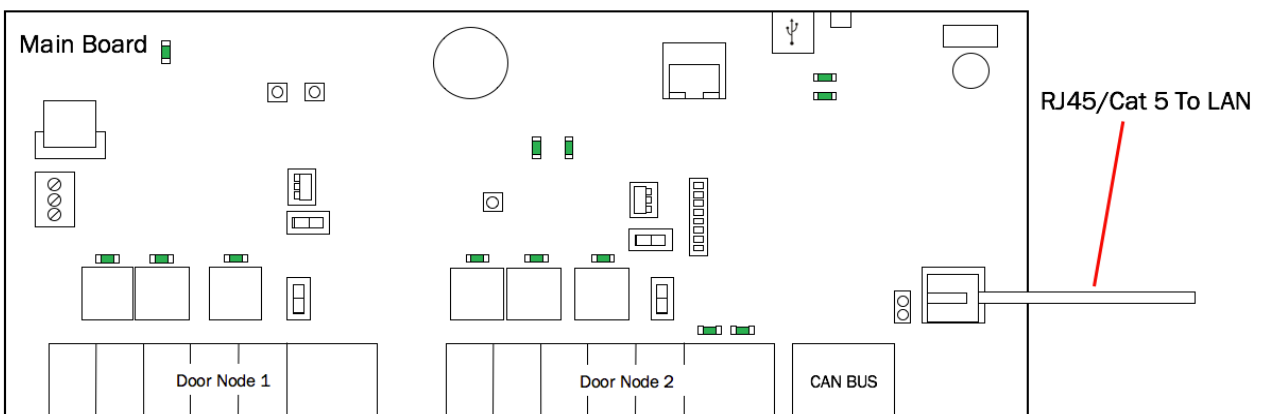 Main Board
RJ45/Cat 5 To LAN
Door Node 1
Door Node 2
CAN BUS